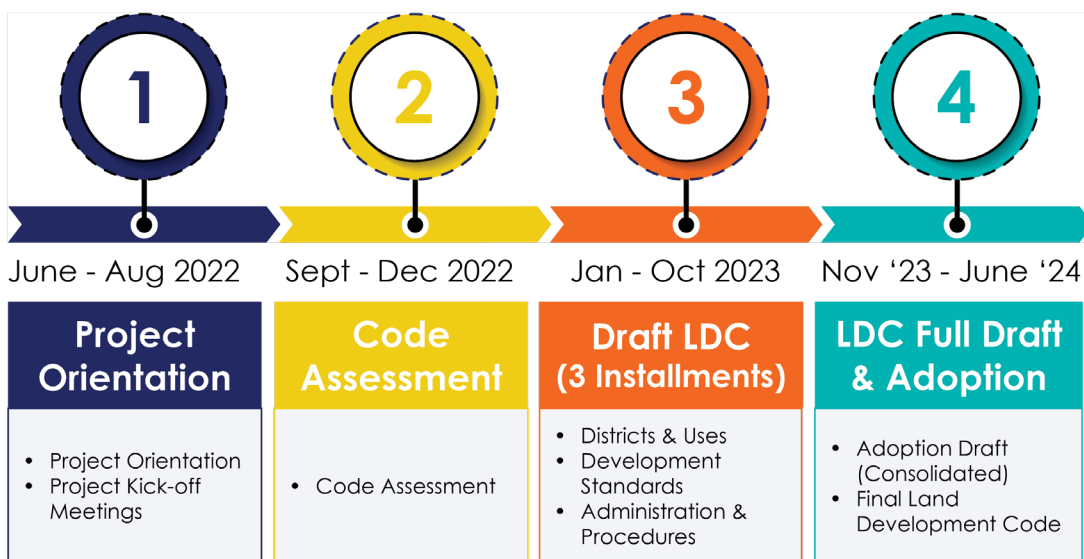 1
2
3
4
June - Aug 2022
Sept - Dec 2022
Jan - Oct 2023
Nov ‘23 - June ‘24
Project
Orientation
• Project Orientation
• Project Kick-off
Meetings
Code
Assessment
• Code Assessment
Draft LDC
(3 Installments)
• Districts & Uses
• Development
Standards
• Administration &
Procedures
LDC Full Draft
& Adoption
• Adoption Draft
(Consolidated)
• Final Land
Development Code